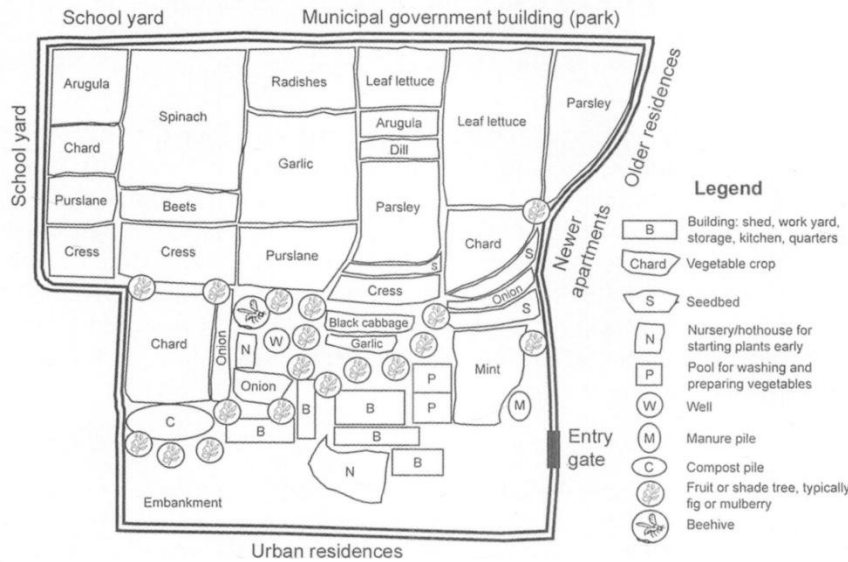 School yard
Municipal government building (park)
School yard
Older residences
Newer apartments
Arugula
Spinach
Radishes
Leaf lettuce
Leaf lettuce
Parsley
Chard
Garlic
Arugula
Dill
Purslane
Beets
Parsley
Chard
Cress
Cress
Purslane
S
S
Cress
Onion
S
Chard
Onion
Black cabbage
W
Garlic
N
Mint
Onion
P
P
B
B
M
C
B
B
N
B
Entry
gate
Embankment
Urban residences
Legend
B
Building: shed, work yard,
storage, kitchen, quarters
Chard
Vegetable crop
S
Seedbed
N
Nursery/hothouse for
starting plants early
P
Pool for washing and
preparing vegetables
W
Well
M
Manure pile
C
Compost pile
Fruit or shade tree, typically
fig or mulberry
Beehive